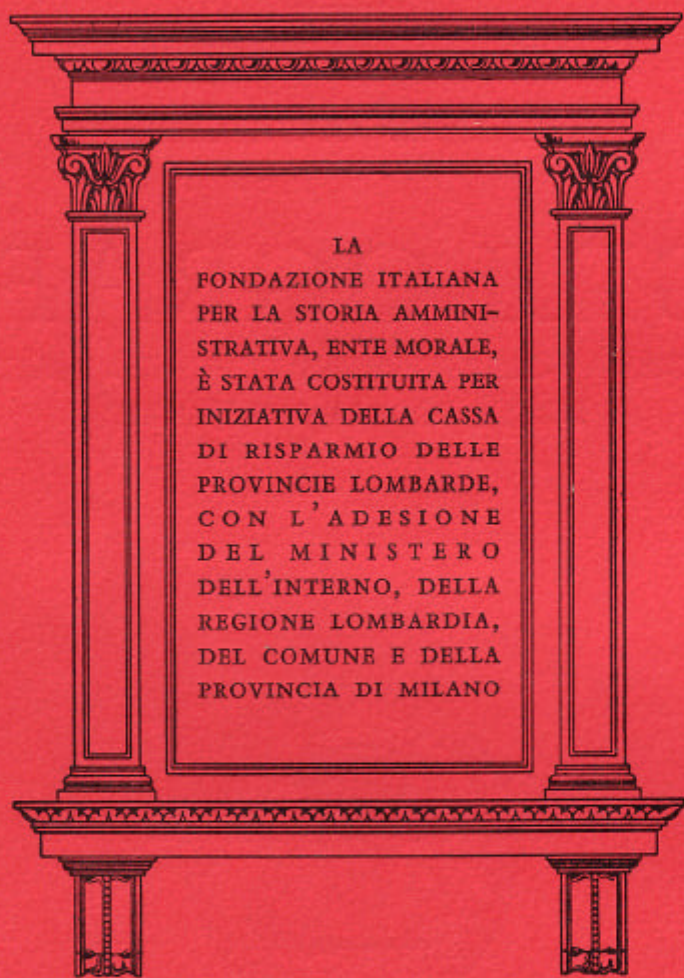 LA
FONDAZIONE ITALIANA
PER LA STORIA AMMINI–
STRATIVA, ENTE MORALE,
È STATA COSTITUITA PER
INIZIATIVA DELLA CASSA
DI RISPARMIO DELLE
PROVINCIE LOMBARDE,
CON L'ADESIONE
DEL MINISTERO
DELL'INTERNO, DELLA
REGIONE LOMBARDIA,
DEL COMUNE E DELLA
PROVINCIA DI MILANO